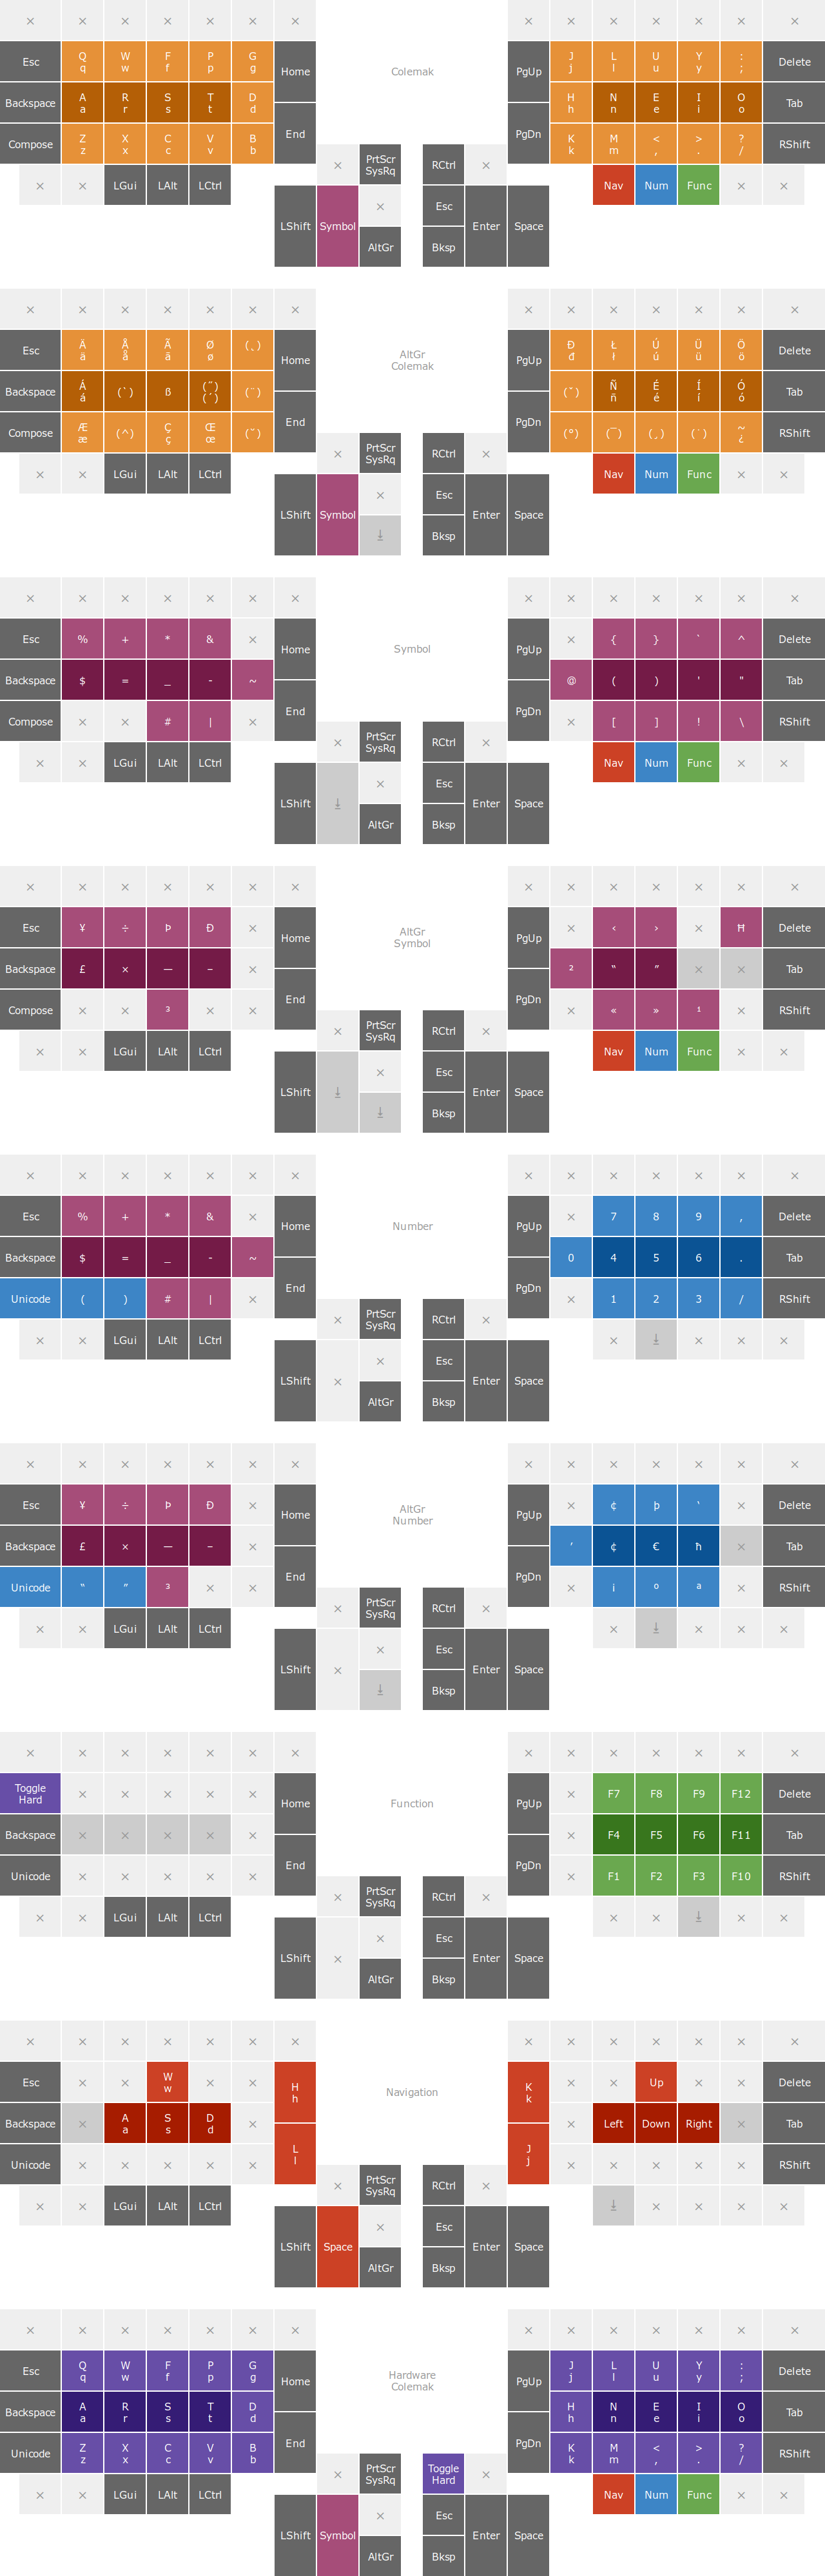 × × × × × × × × × × × × × ×
Esc Q W F P G Home Colemak PgUp J L U Y : Delete
q w f p g j l u y ;
Backspace A R S T D H N E I O Tab
a r s t d h n e i o
Compose Z X C V B End PgDn K M < > ? RShift
z x c v b k m , . /
× × LGui LAlt LCtrl × PrtScr SysRq RCtrl × Nav Num Func × ×
LShift Symbol × Esc Enter Space
AltGr Bksp
× × × × × × × × × × × × × ×
Esc Ä Å Ã Ø (˛) Home AltGr Colemak PgUp Đ Ł Ú Ü Ö Delete
ä å ã ø đ ł ú ü ö
Backspace Á (`) ß (˝) (¨) (ˇ) Ñ É Í Ó Tab
á (´) ñ é í ó
Compose Æ (^) Ç Œ (˘) End PgDn (°) (¯) (¸) (˙) ~ RShift
æ ç œ ¿
× × LGui LAlt LCtrl × PrtScr SysRq RCtrl × Nav Num Func × ×
LShift Symbol × Esc Enter Space
⤓ Bksp
× × × × × × × × × × × × × ×
Esc % + * & × Home Symbol PgUp × { } ` ^ Delete
Backspace $ = _ - ~ @ ( ) ' " Tab
Compose × × # | × End PgDn × [ ] ! \ RShift
× × LGui LAlt LCtrl × PrtScr SysRq RCtrl × Nav Num Func × ×
LShift ⤓ × Esc Enter Space
AltGr Bksp
× × × × × × × × × × × × × ×
Esc ¥ ÷ Þ Ð × Home AltGr Symbol PgUp × ‹ › × Ħ Delete
Backspace £ × — – × ² “ ” × × Tab
Compose × × ³ × × End PgDn × « » ¹ × RShift
× × LGui LAlt LCtrl × PrtScr SysRq RCtrl × Nav Num Func × ×
LShift ⤓ × Esc Enter Space
⤓ Bksp
× × × × × × × × × × × × × ×
Esc % + * & × Home Number PgUp × 7 8 9 , Delete
Backspace $ = _ - ~ 0 4 5 6 . Tab
Unicode ( ) # | × End PgDn × 1 2 3 / RShift
× × LGui LAlt LCtrl × PrtScr SysRq RCtrl × × ⤓ × × ×
LShift × × Esc Enter Space
AltGr Bksp
× × × × × × × × × × × × × ×
Esc ¥ ÷ Þ Ð × Home AltGr Number PgUp × ¢ þ ‘ × Delete
Backspace £ × — – × ’ ¢ € ħ × Tab
Unicode “ ” ³ × × End PgDn × i º ª × RShift
× × LGui LAlt LCtrl × PrtScr SysRq RCtrl × × ⤓ × × ×
LShift × × Esc Enter Space
⤓ Bksp
× × × × × × × × × × × × × ×
Toggle Hard × × × × × Home Function PgUp × F7 F8 F9 F12 Delete
Backspace × × × × × × F4 F5 F6 F11 Tab
Unicode × × × × × End PgDn × F1 F2 F3 F10 RShift
× × LGui LAlt LCtrl × PrtScr SysRq RCtrl × × × ⤓ × ×
LShift × × Esc Enter Space
AltGr Bksp
× × × × × × × × × × × × × ×
Esc × × W × × H Navigation K × × Up × × Delete
w h k
Backspace × A S D × × Left Down Right × Tab
a s d
Unicode × × × × × L J × × × × × RShift
l j
× × LGui LAlt LCtrl × PrtScr SysRq RCtrl × ⤓ × × × ×
LShift Space × Esc Enter Space
AltGr Bksp
× × × × × × × × × × × × × ×
Esc Q W F P G Home Hardware Colemak PgUp J L U Y : Delete
q w f p g j l u y ;
Backspace A R S T D H N E I O Tab
a r s t d h n e i o
Unicode Z X C V B End PgDn K M < > ? RShift
z x c v b k m , . /
× × LGui LAlt LCtrl × PrtScr SysRq Toggle Hard × Nav Num Func × ×
LShift Symbol × Esc Enter Space
AltGr Bksp